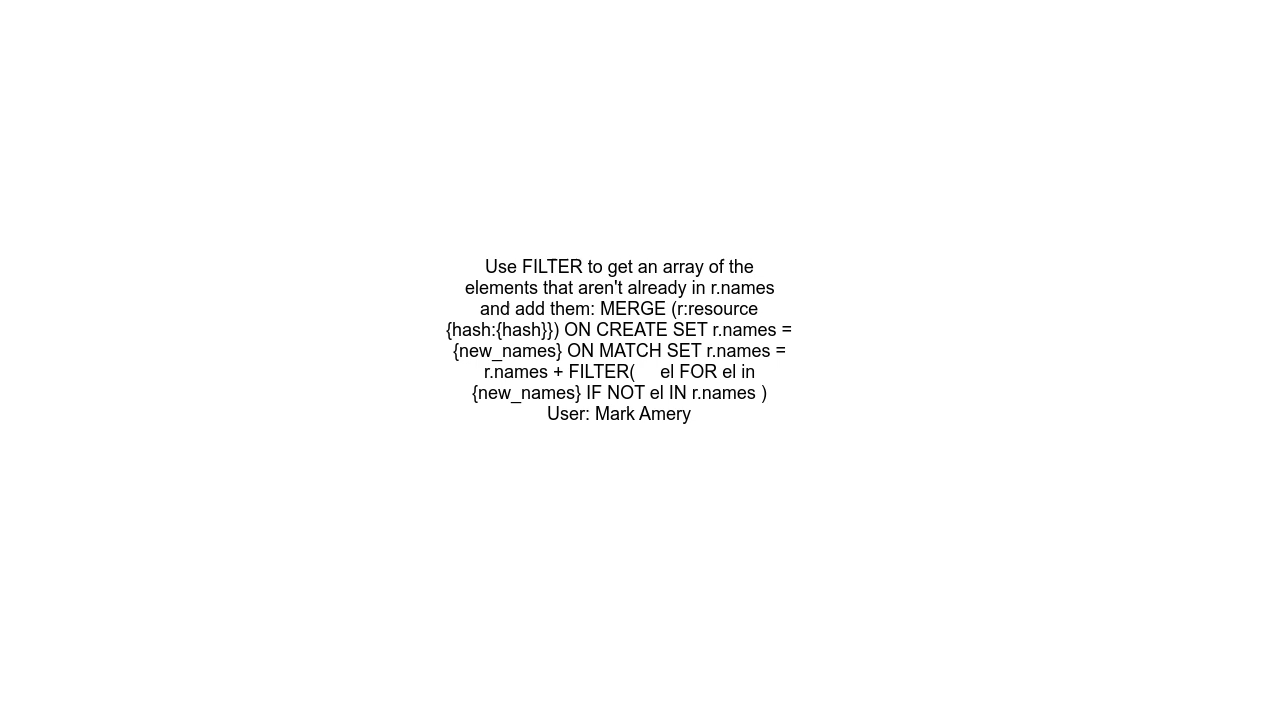 Use FILTER to get an array of the
elements that aren't already in r.names
and add them: MERGE (r:resource
{hash:{hash}}) ON CREATE SET r.names =
{new_names} ON MATCH SET r.names =
r.names + FILTER(     el FOR el in
{new_names} IF NOT el IN r.names )
User: Mark Amery